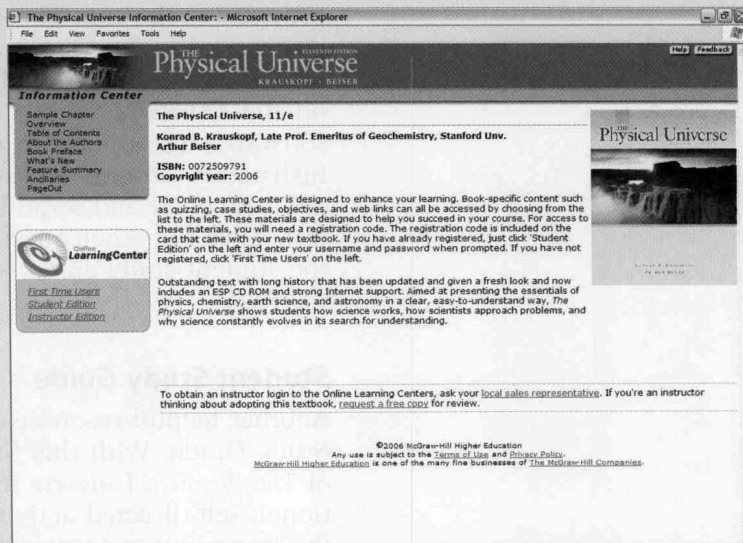 The Physical Universe Information Center: - Microsoft Internet Explorer
File Edit View Favorites Tools Help
THE
ELEVENTH EDITION
Physical Universe
KRAUSKOPF • BEISER
Help Feedback
Information Center
Sample Chapter
Overview
Table of Contents
About the Authors
Book Preface
What's New
Feature Summary
Ancillaries
PageOut
Online
LearningCenter
First Time Users
Student Edition
Instructor Edition
The Physical Universe, 11/e
Konrad B. Krauskopf, Late Prof. Emeritus of Geochemistry, Stanford Unv.
Arthur Beiser
ISBN: 0072509791
Copyright year: 2006
The Online Learning Center is designed to enhance your learning. Book-specific content such
as quizzing, case studies, objectives, and web links can all be accessed by choosing from the
list to the left. These materials are designed to help you succeed in your course. For access to
these materials, you will need a registration code. The registration code is included on the
card that came with your new textbook. If you have already registered, just click 'Student
Edition' on the left and enter your username and password when prompted. If you have not
registered, click 'First Time Users' on the left.
Outstanding text with long history that has been updated and given a fresh look and now
includes an ESP CD ROM and strong Internet support. Aimed at presenting the essentials of
physics, chemistry, earth science, and astronomy in a clear, easy-to-understand way, The
Physical Universe shows students how science works, how scientists approach problems, and
why science constantly evolves in its search for understanding.
THE
Physical Universe
To obtain an instructor login to the Online Learning Centers, ask your local sales representative. If you're an instructor
thinking about adopting this textbook, request a free copy for review.
©2006 McGraw-Hill Higher Education
Any use is subject to the Terms of Use and Privacy Policy.
McGraw-Hill Higher Education is one of the many fine businesses of The McGraw-Hill Companies.